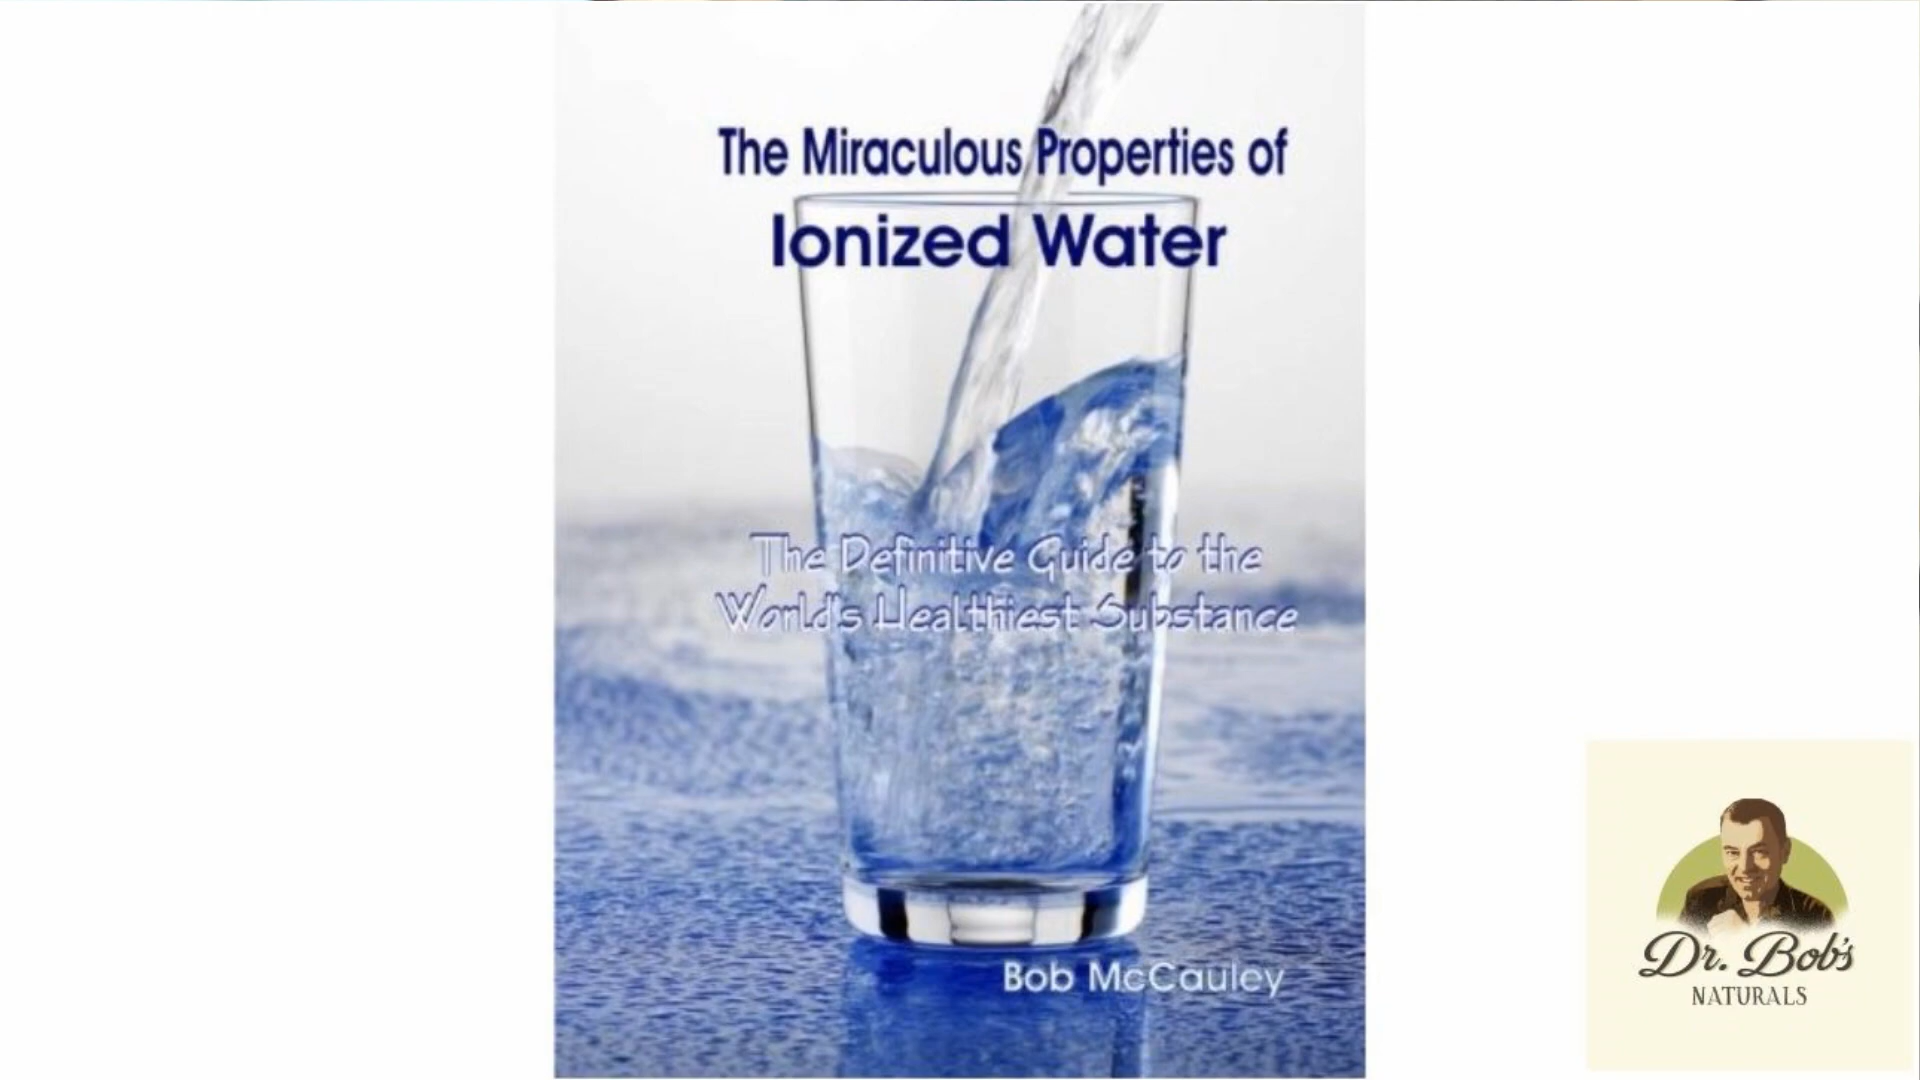 The Miraculous Properties of
Ionized Water
The Definitive Guide to the
World's Healthiest Substance
Bob McCauley
Dr. Bob's
NATURALS